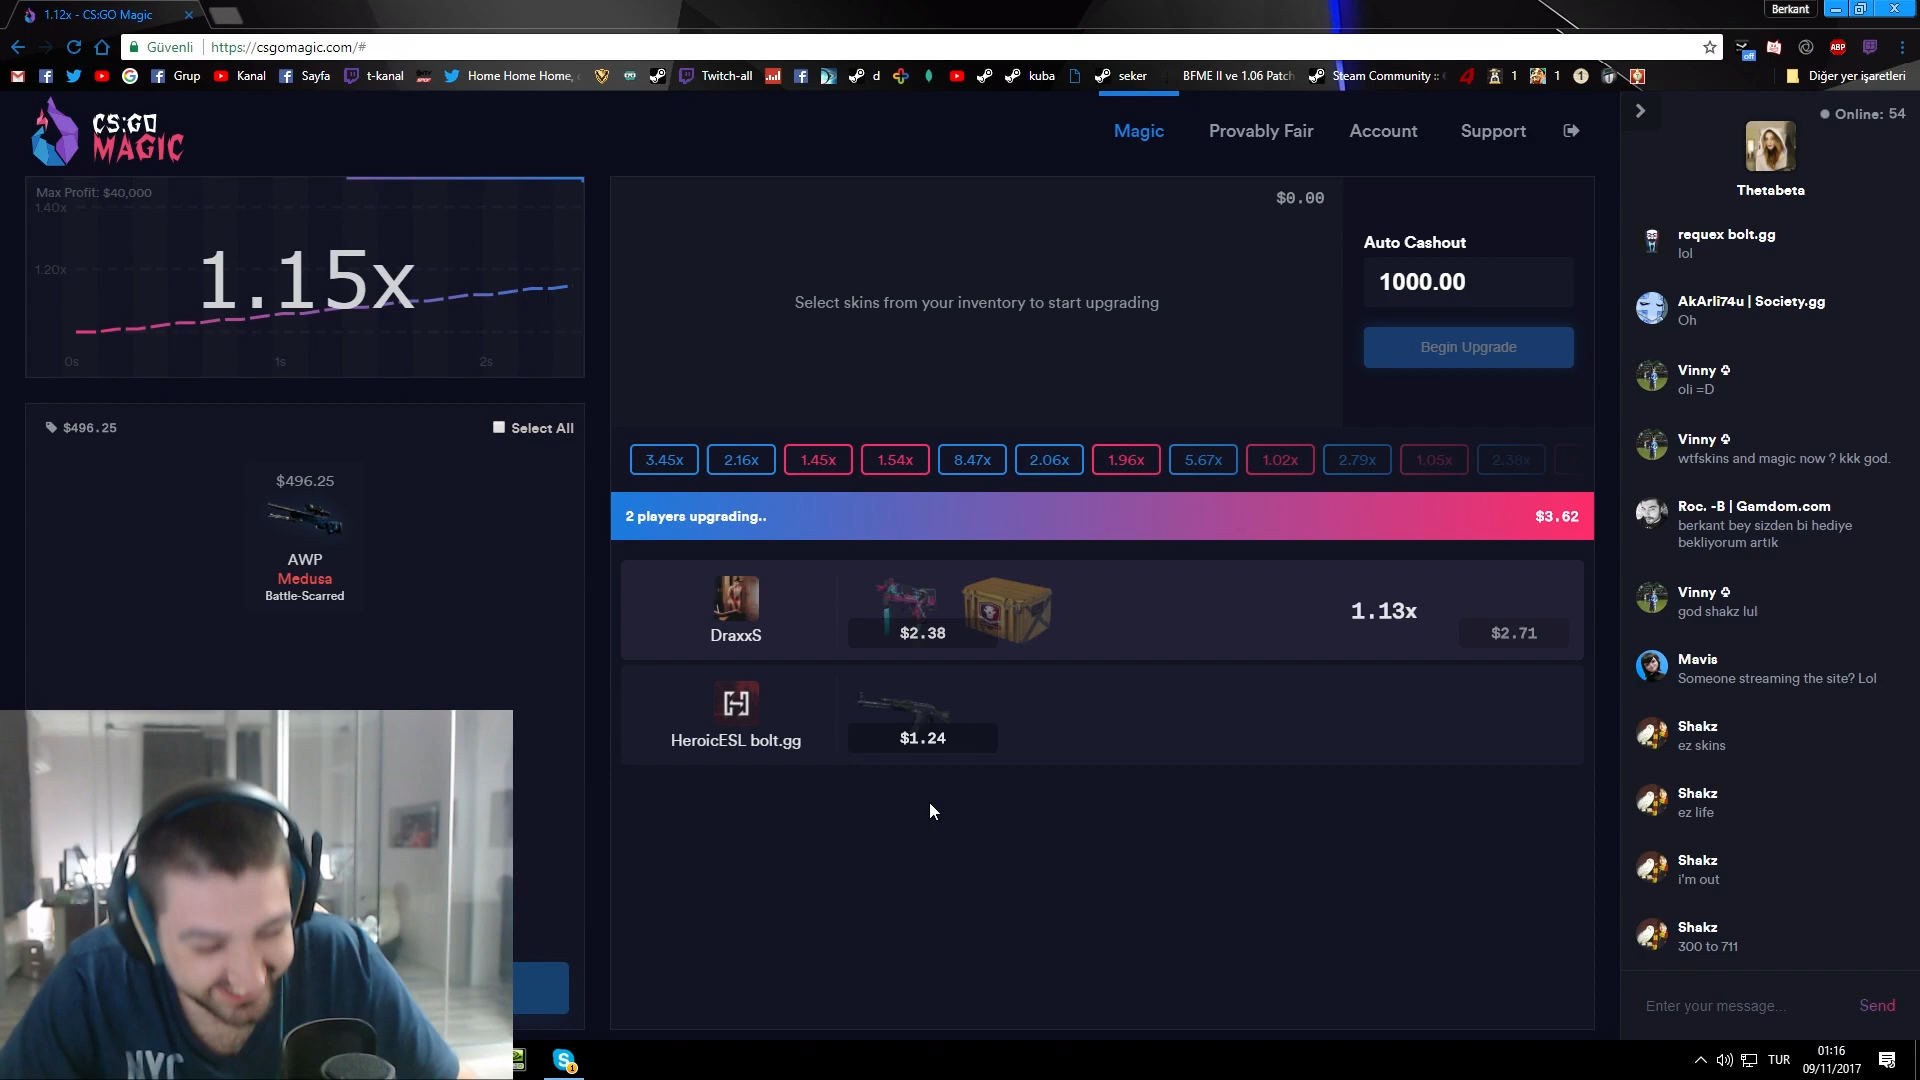 1.12x - CS:GO Magic
Berkant
Güvenli
https://csgomagic.com/#
ABP
off
Grup
Kanal
Sayfa
t-kanal
Home Home Home,
Twitch-all
d
kuba
seker
BFME II ve 1.06 Patch
Steam Community ::
1
1
Diğer yer işaretleri
CS:GO
MAGIC
Magic
Provably Fair
Account
Support
Online: 54
Thetabeta
Max Profit: $40,000
1.40x
1.20x
1.15x
0s
1s
2s
$0.00
Select skins from your inventory to start upgrading
Auto Cashout
1000.00
Begin Upgrade
$496.25
Select All
$496.25
AWP
Medusa
Battle-Scarred
3.45x
2.16x
1.45x
1.54x
8.47x
2.06x
1.96x
5.67x
1.02x
2.79x
1.05x
2.38x
2 players upgrading..
$3.62
DraxxS
$2.38
1.13x
$2.71
HeroicESL bolt.gg
$1.24
requex bolt.gg
lol
AkArli74u | Society.gg
Oh
Vinny
oli =D
Vinny
wtfskins and magic now ? kkk god.
Roc. -B | Gamdom.com
berkant bey sizden bi hediye
bekliyorum artık
Vinny
god shakz lul
Mavis
Someone streaming the site? Lol
Shakz
ez skins
Shakz
ez life
Shakz
i'm out
Shakz
300 to 711
Enter your message...
Send
NYC
1
TUR
01:16
09/11/2017